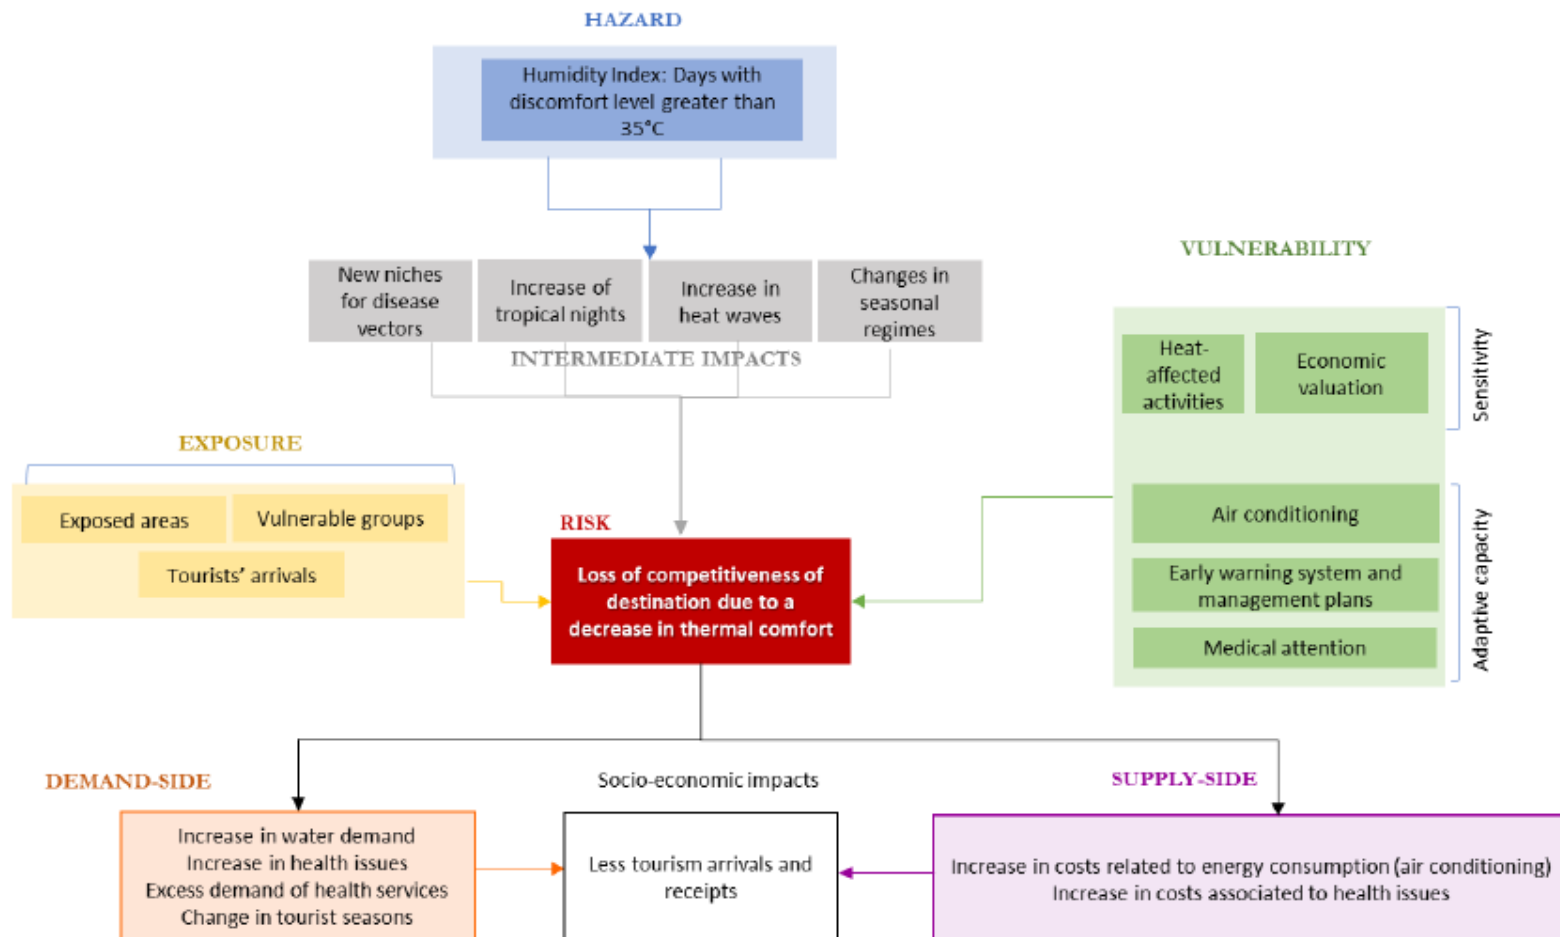 HAZARD
Humidity Index: Days with
discomfort level greater than
35°C
New niches
for disease
vectors
Increase of
tropical nights
Increase in
heat waves
Changes in
seasonal
regimes
INTERMEDIATE IMPACTS
VULNERABILITY
Heat-
affected
activities
Economic
valuation
Sensitivity
Air conditioning
Early warning system and
management plans
Medical attention
Adaptive capacity
EXPOSURE
Exposed areas
Vulnerable groups
Tourists’ arrivals
RISK
Loss of competitiveness of
destination due to a
decrease in thermal comfort
DEMAND-SIDE
Increase in water demand
Increase in health issues
Excess demand of health services
Change in tourist seasons
Socio-economic impacts
Less tourism arrivals and
receipts
SUPPLY-SIDE
Increase in costs related to energy consumption (air conditioning)
Increase in costs associated to health issues